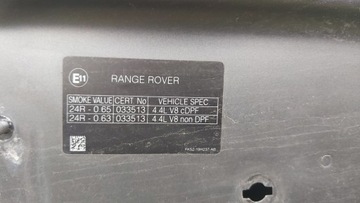 E11 RANGE ROVER
SMOKE VALUE CERT No VEHICLE SPEC
24R - 0.65 033513 4.4L V8 cDPF
24R - 0.63 033513 4.4L V8 non DPF